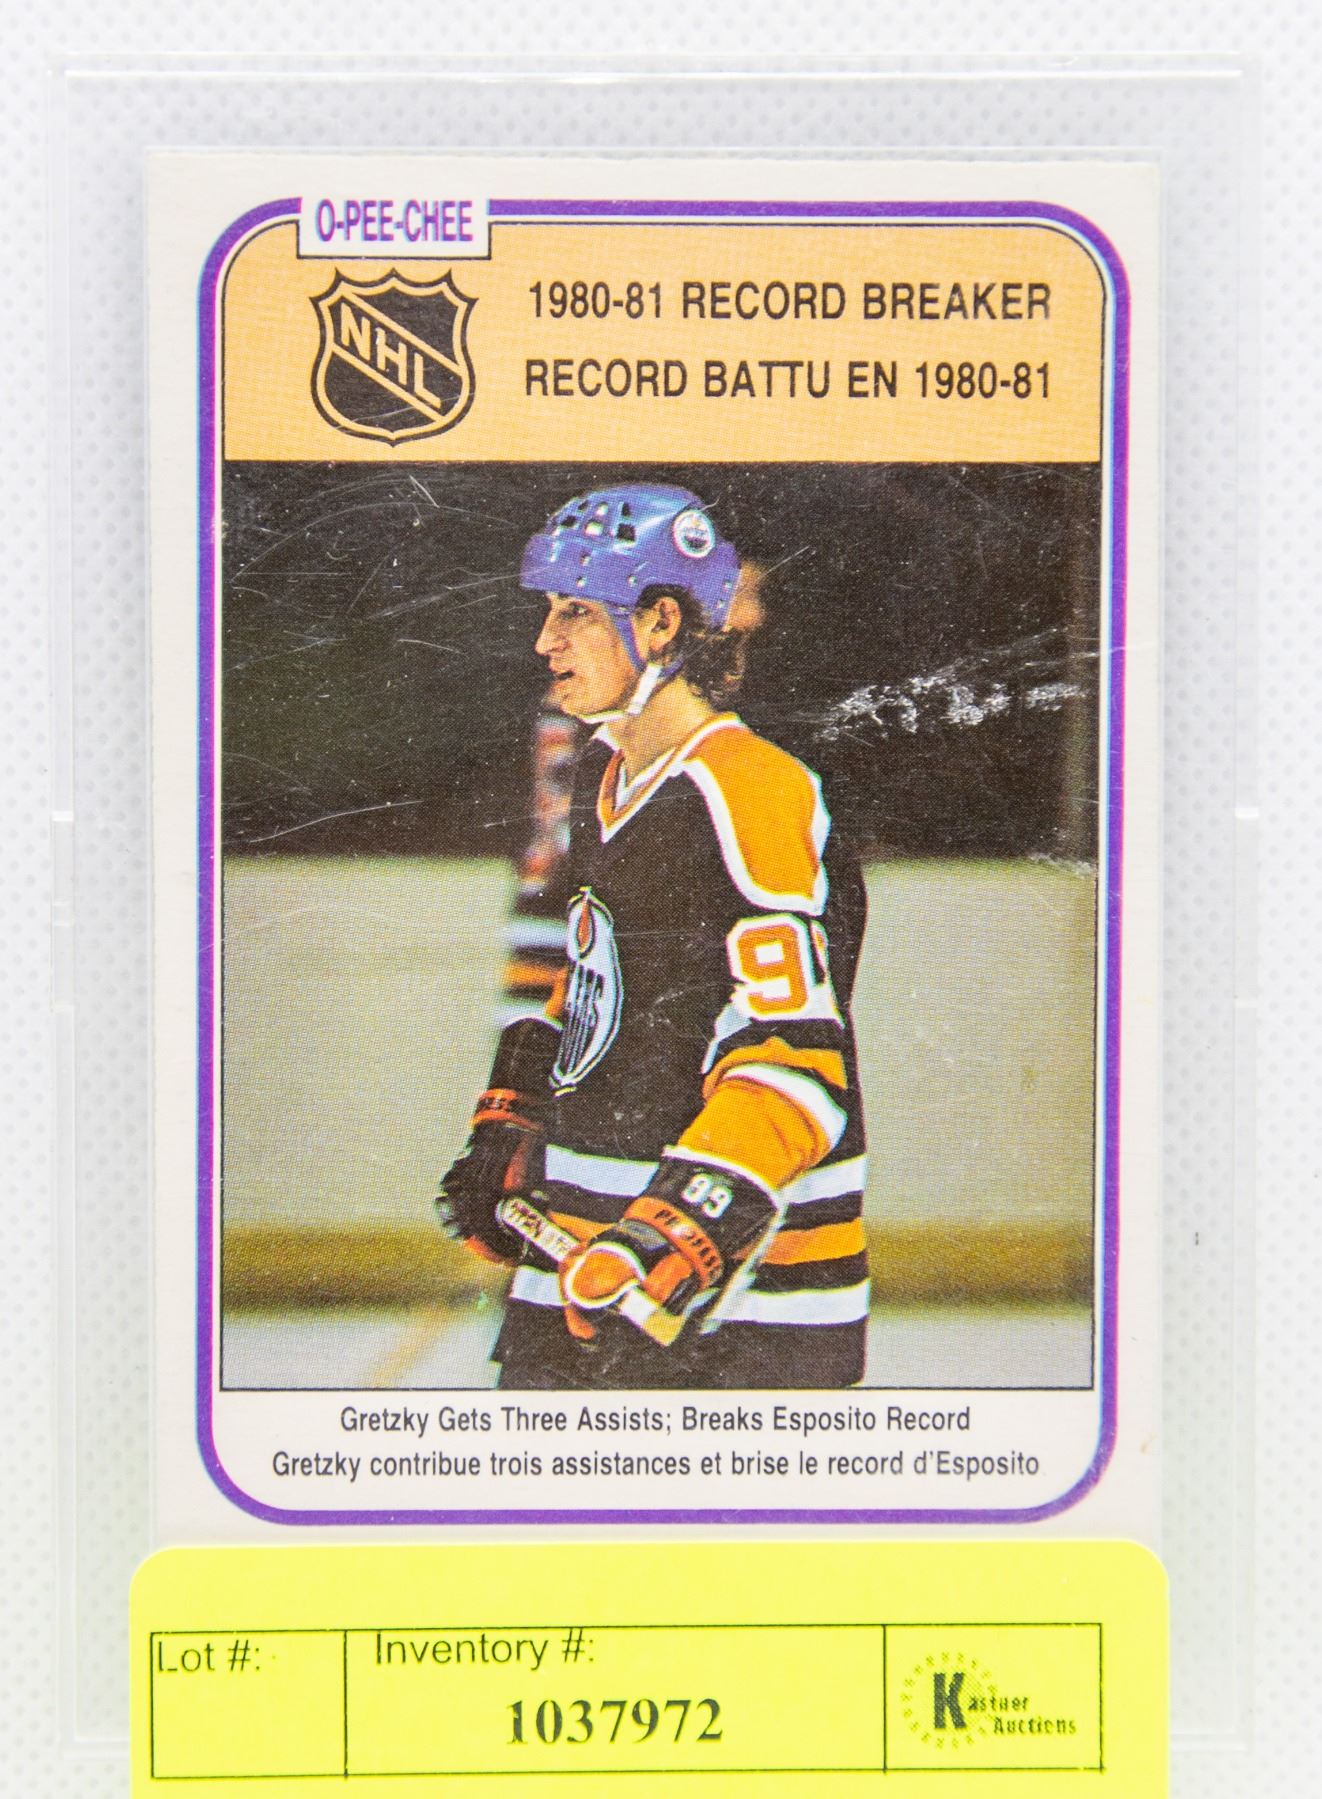 O-PEE-CHEE
NHL
1980-81 RECORD BREAKER
RECORD BATTU EN 1980-81
9
99
Gretzky Gets Three Assists; Breaks Esposito Record
Gretzky contribue trois assistances et brise le record d'Esposito
Lot #:
Inventory #:
1037972
Kastner
Auctions